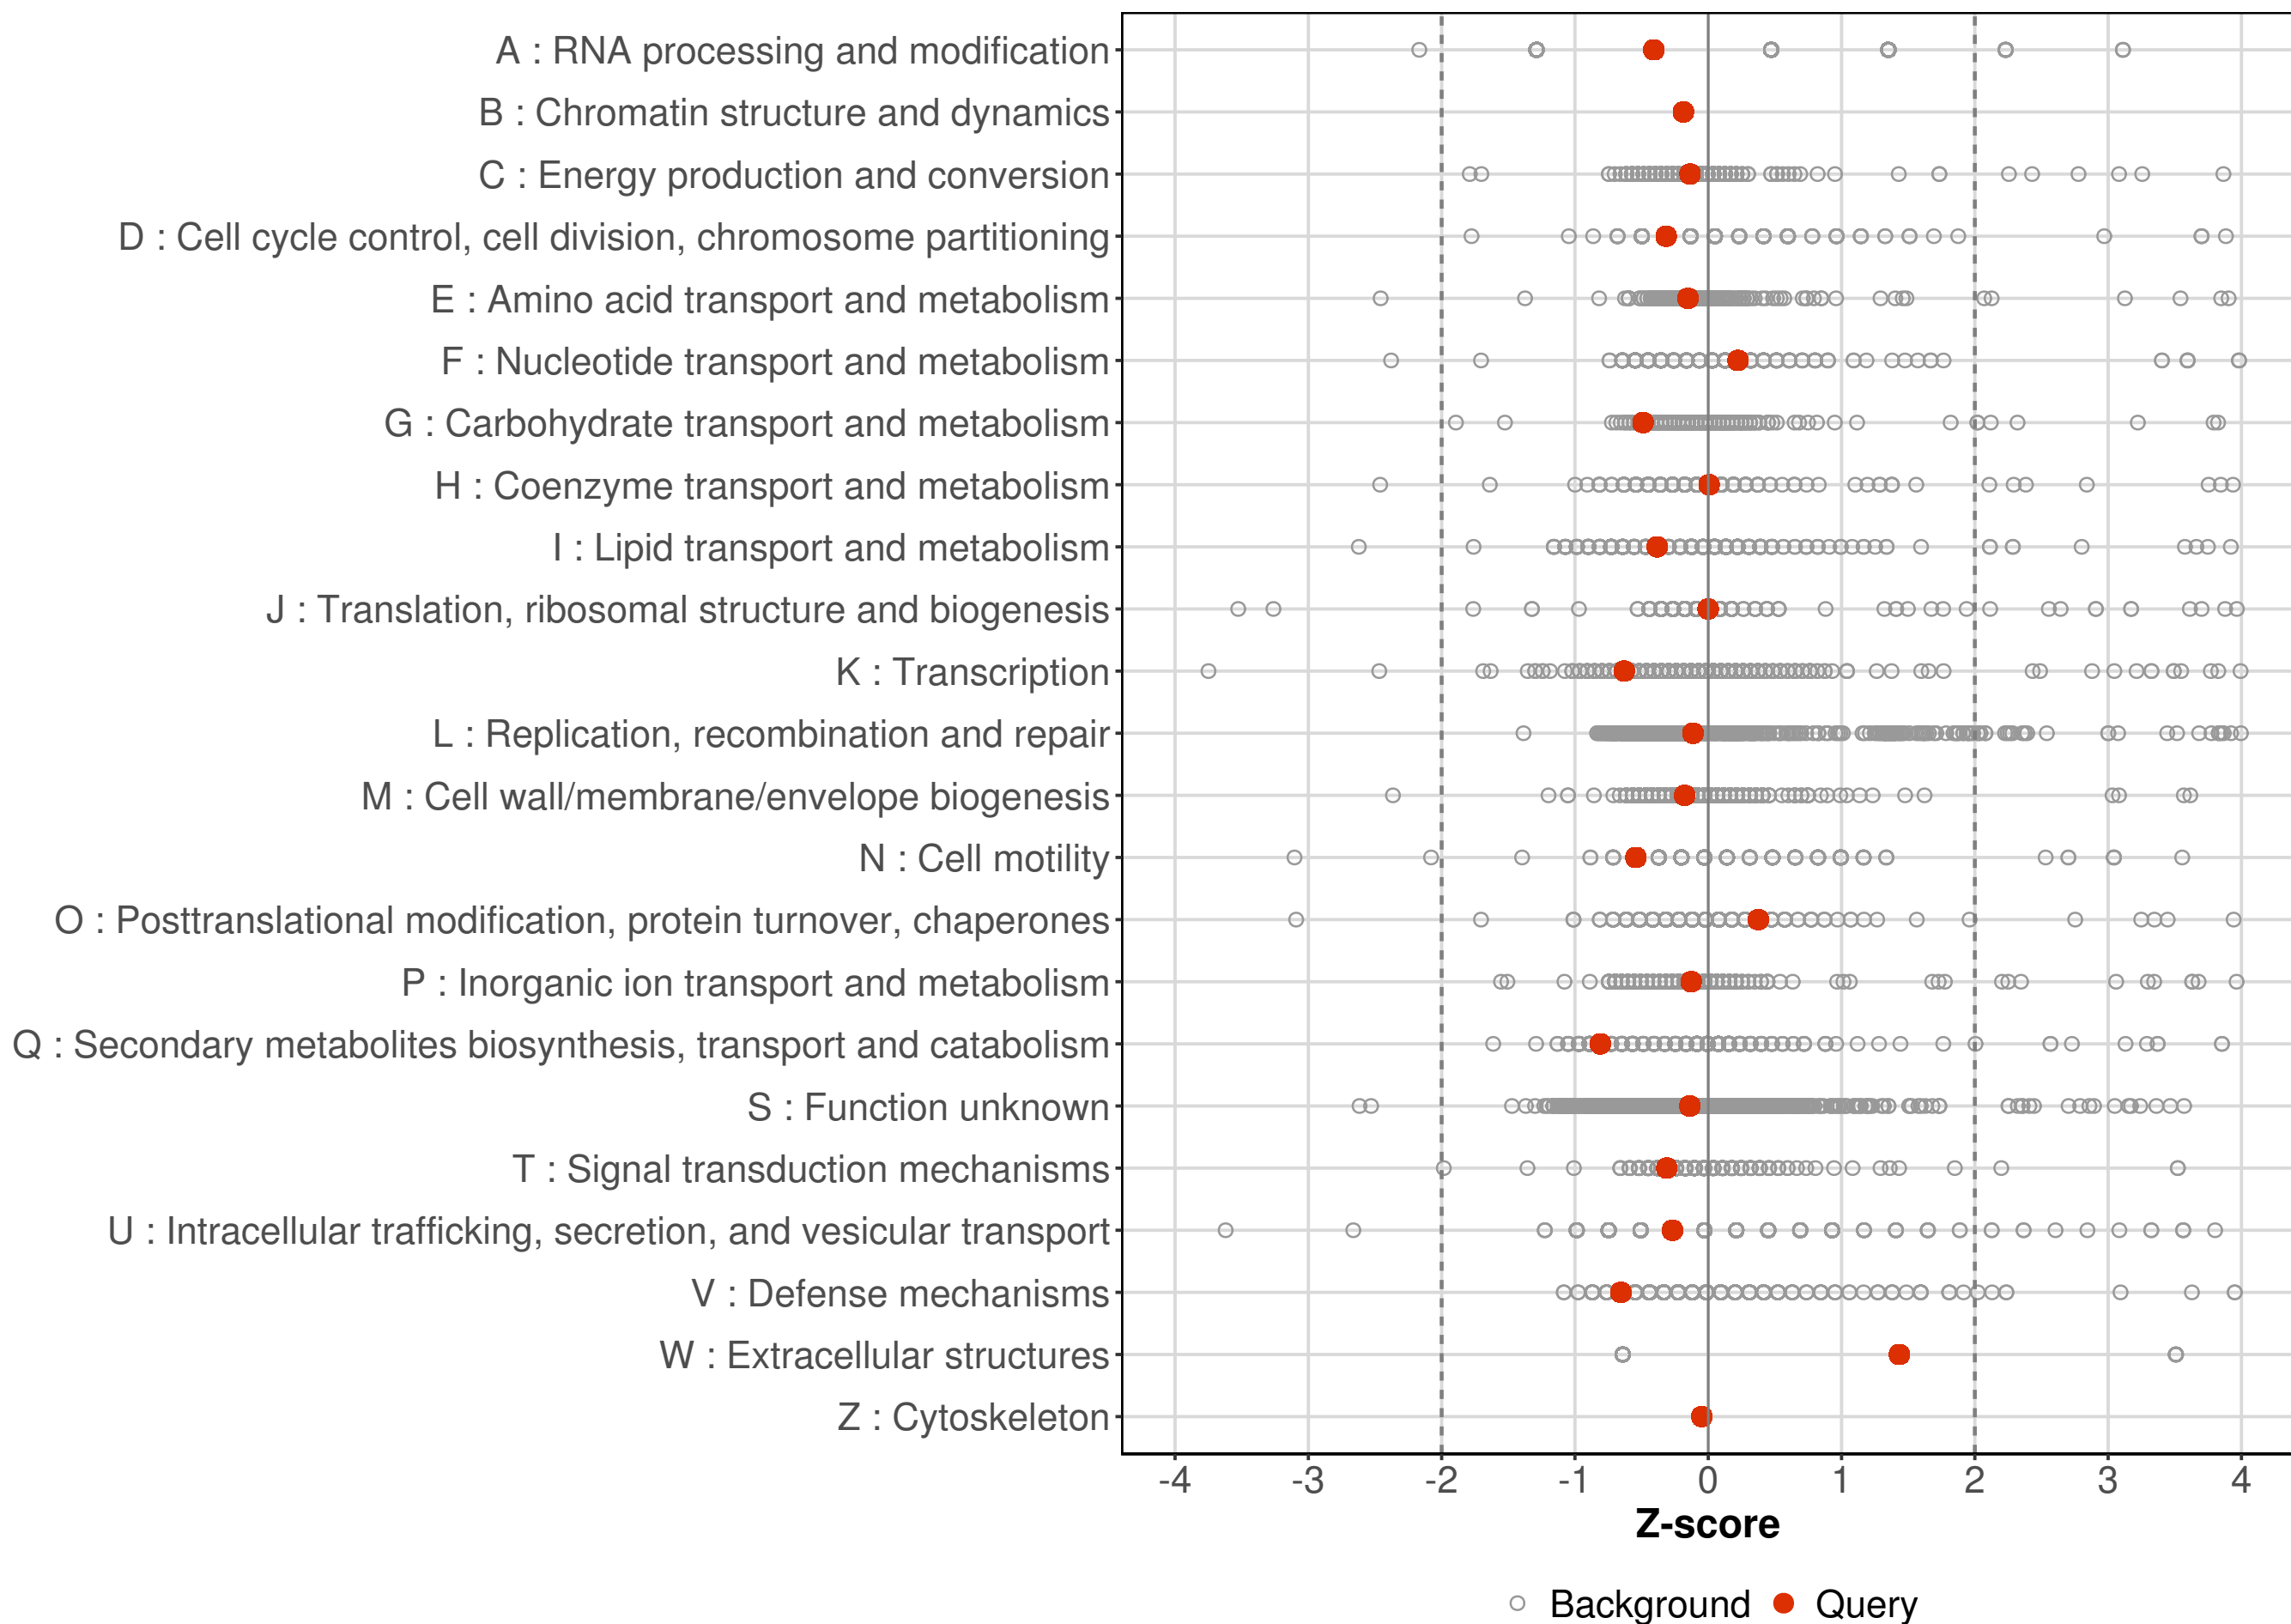 A : RNA processing and modification
B : Chromatin structure and dynamics
C : Energy production and conversion
D : Cell cycle control, cell division, chromosome partitioning
E : Amino acid transport and metabolism
F : Nucleotide transport and metabolism
G : Carbohydrate transport and metabolism
H : Coenzyme transport and metabolism
I : Lipid transport and metabolism
J : Translation, ribosomal structure and biogenesis
K : Transcription
L : Replication, recombination and repair
M : Cell wall/membrane/envelope biogenesis
N : Cell motility
O : Posttranslational modification, protein turnover, chaperones
P : Inorganic ion transport and metabolism
Q : Secondary metabolites biosynthesis, transport and catabolism
S : Function unknown
T : Signal transduction mechanisms
U : Intracellular trafficking, secretion, and vesicular transport
V : Defense mechanisms
W : Extracellular structures
Z : Cytoskeleton
-4 -3 -2 -1 0 1 2 3 4
Z-score
Background Query